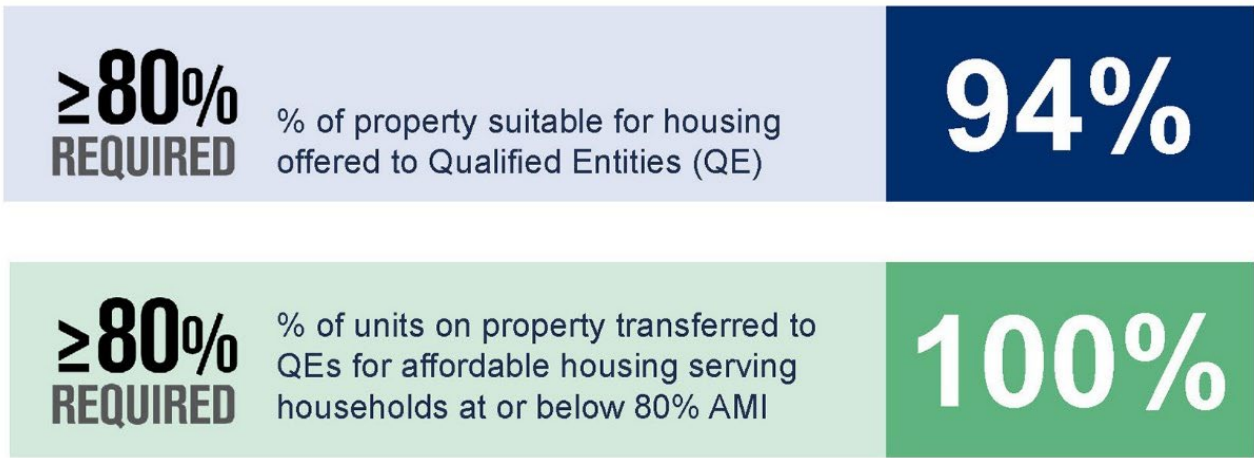 ≥80%
REQUIRED
% of property suitable for housing
offered to Qualified Entities (QE)
94%
≥80%
REQUIRED
% of units on property transferred to
QEs for affordable housing serving
households at or below 80% AMI
100%